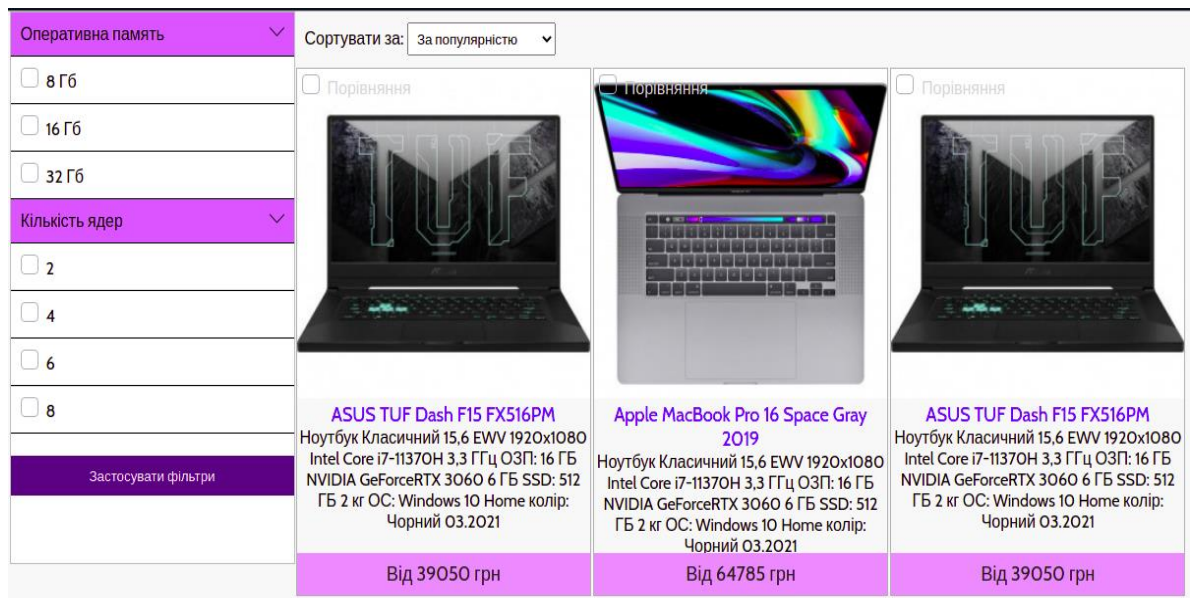 Оперативна память
8 Гб
16 Гб
32 Гб
Кількість ядер
2
4
6
8
Застосувати фільтри
Сортувати за: За популярністю
Порівняння
TUF
ASUS TUF Dash F15 FX516PM
Ноутбук Класичний 15,6 EWV 1920x1080
Intel Core i7-11370H 3,3 ГГц ОЗП: 16 ГБ
NVIDIA GeForceRTX 3060 6 ГБ SSD: 512
ГБ 2 кг ОС: Windows 10 Home колір:
Чорний 03.2021
Від 39050 грн
Порівняння
Apple MacBook Pro 16 Space Gray
2019
Ноутбук Класичний 15,6 EWV 1920x1080
Intel Core i7-11370H 3,3 ГГц ОЗП: 16 ГБ
NVIDIA GeForceRTX 3060 6 ГБ SSD: 512
ГБ 2 кг ОС: Windows 10 Home колір:
Чорний 03.2021
Від 64785 грн
Порівняння
TUF
ASUS TUF Dash F15 FX516PM
Ноутбук Класичний 15,6 EWV 1920x1080
Intel Core i7-11370H 3,3 ГГц ОЗП: 16 ГБ
NVIDIA GeForceRTX 3060 6 ГБ SSD: 512
ГБ 2 кг ОС: Windows 10 Home колір:
Чорний 03.2021
Від 39050 грн